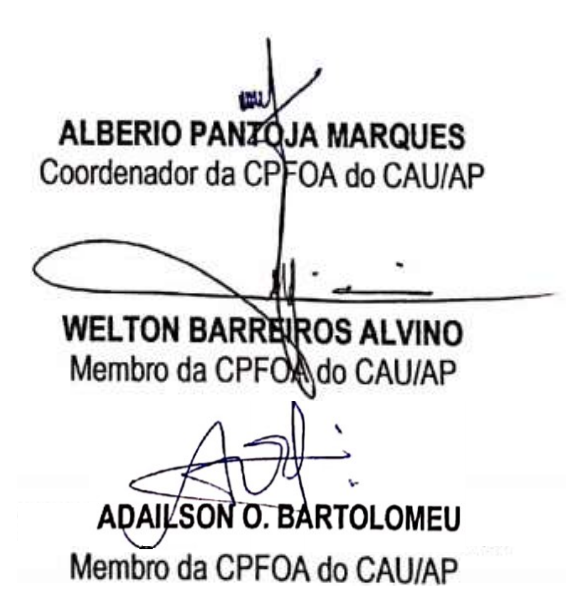 ALBERIO PANTOJA MARQUES
Coordenador da CPFOA do CAU/AP
WELTON BARREIROS ALVINO
Membro da CPFOA do CAU/AP
ADAILSON O. BARTOLOMEU
Membro da CPFOA do CAU/AP